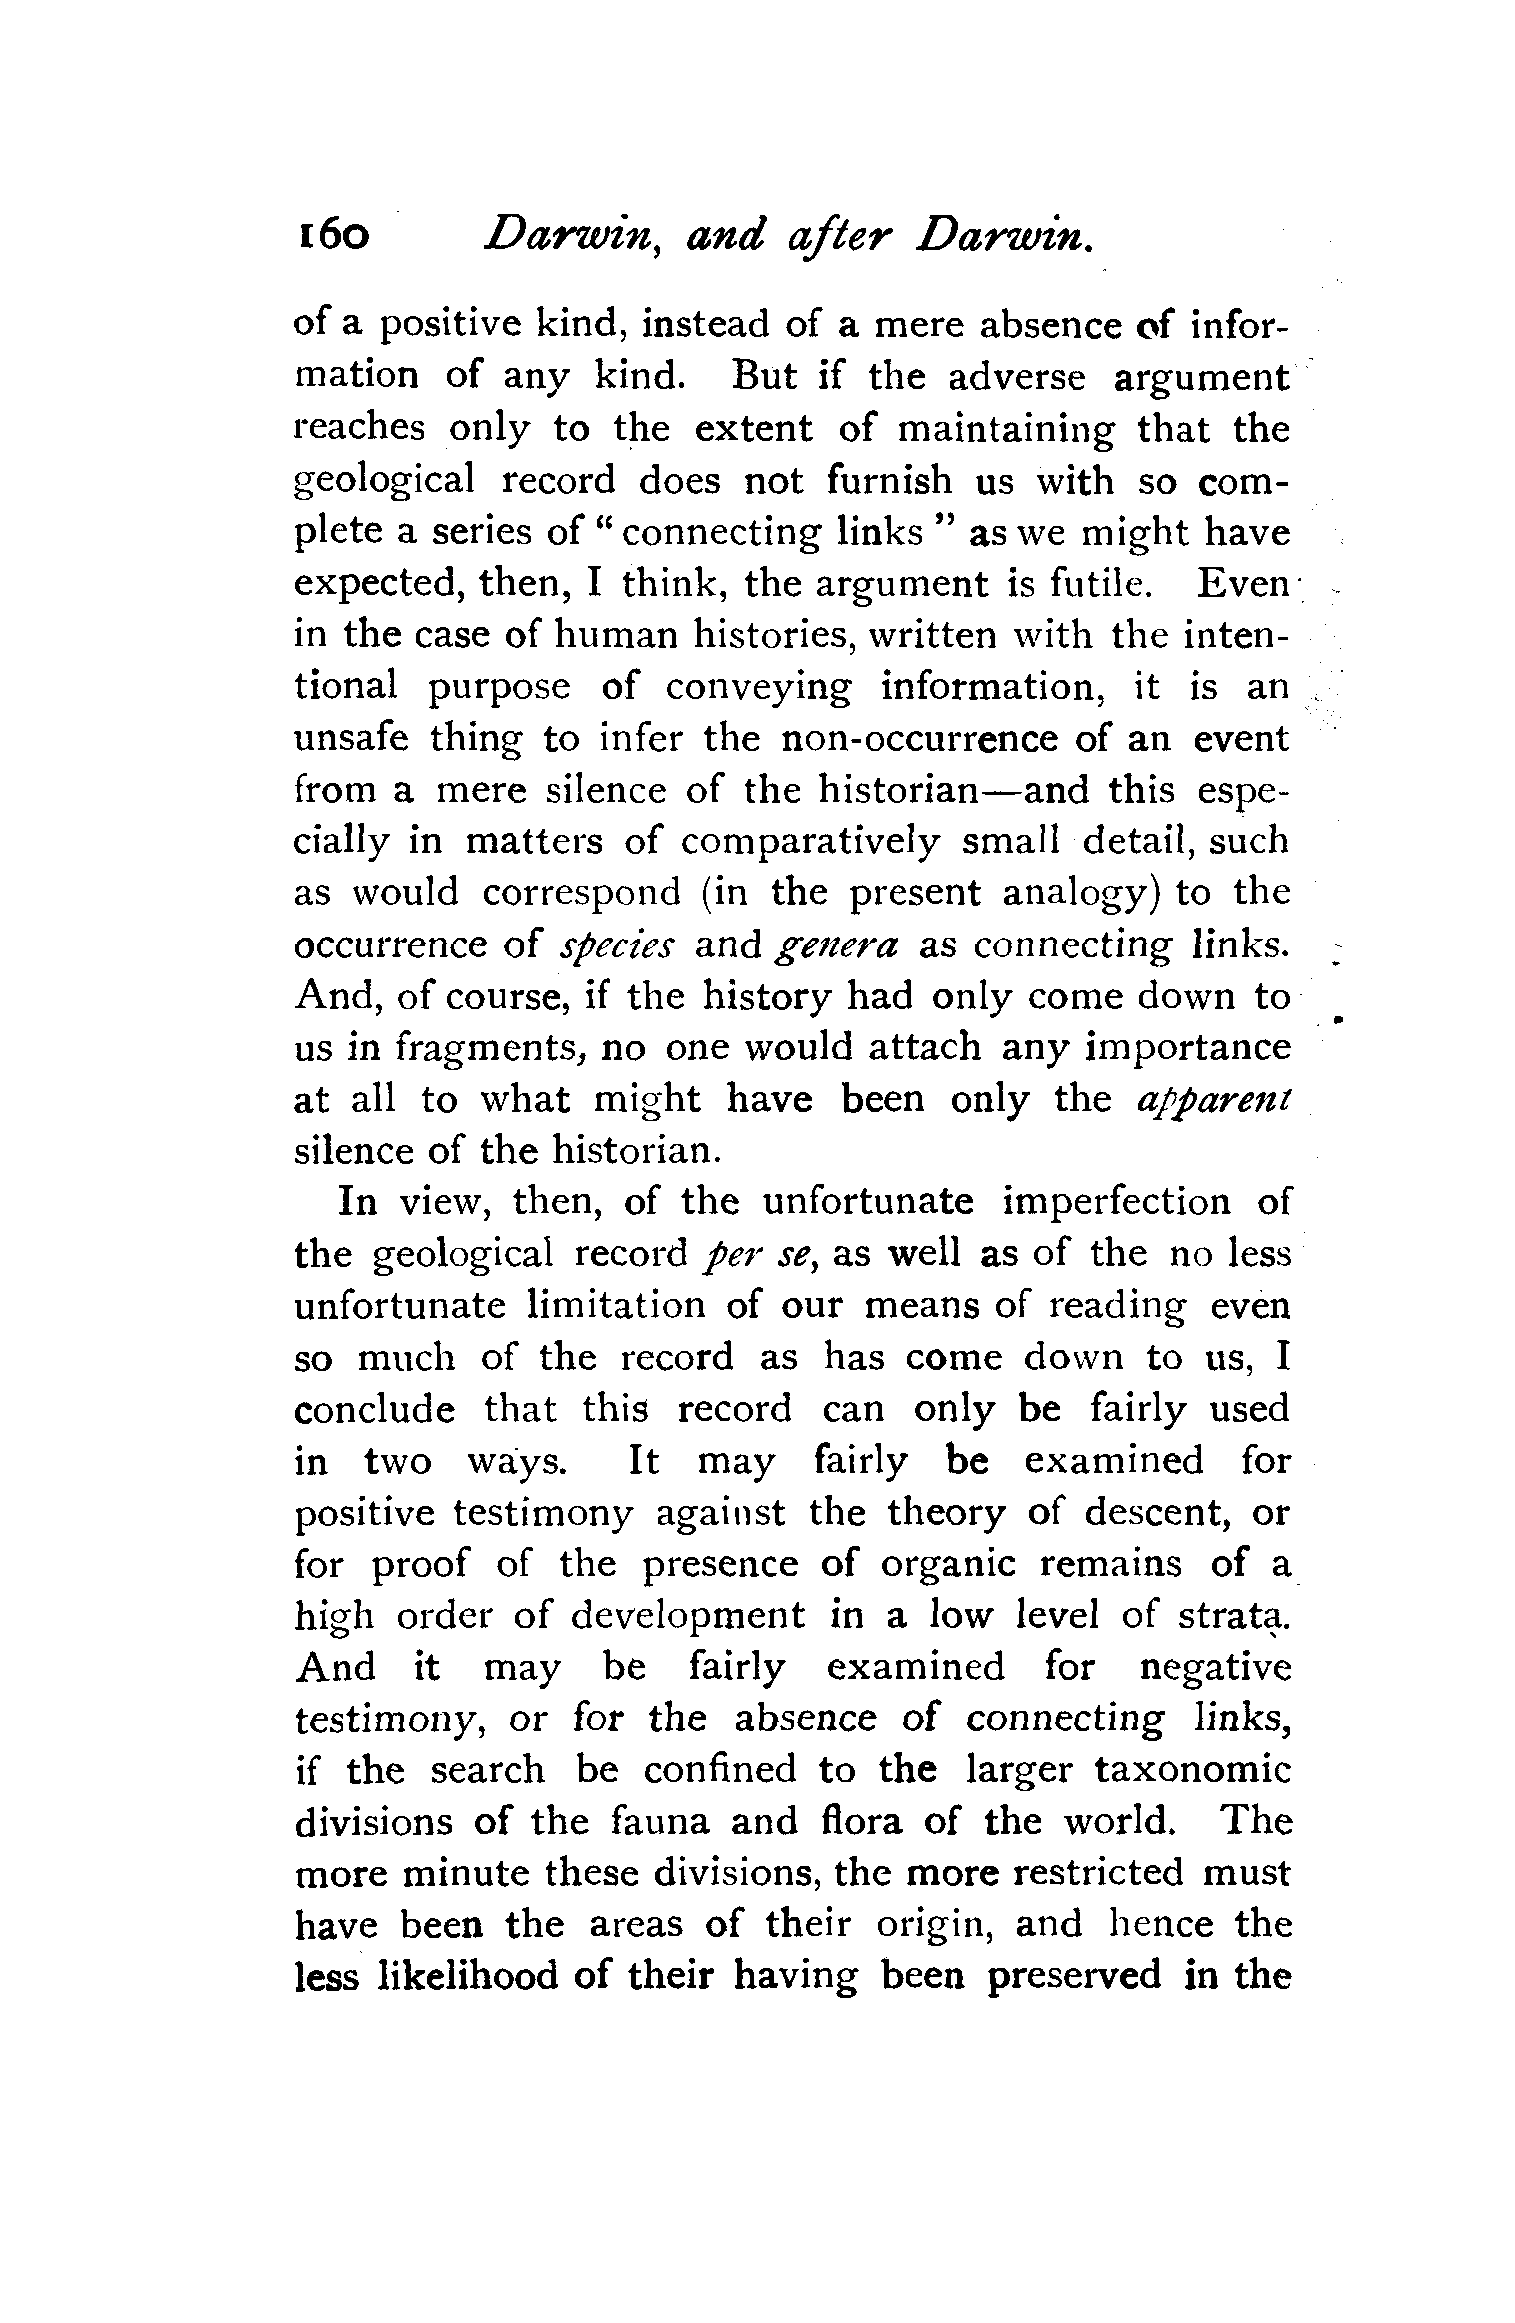 160 Darwin, and after Darwin.
of a positive kind, instead of a mere absence of infor-
mation of any kind. But if the adverse argument
reaches only to the extent of maintaining that the
geological record does not furnish us with so com-
plete a series of “ connecting links ” as we might have
expected, then, I think, the argument is futile. Even
in the case of human histories, written with the inten-
tional purpose of conveying information, it is an
unsafe thing to infer the non-occurrence of an event
from a mere silence of the historian—and this espe-
cially in matters of comparatively small detail, such
as would correspond (in the present analogy) to the
occurrence of species and genera as connecting links.
And, of course, if the history had only come down to
us in fragments, no one would attach any importance
at all to what might have been only the apparent
silence of the historian.
In view, then, of the unfortunate imperfection of
the geological record per se, as well as of the no less
unfortunate limitation of our means of reading even
so much of the record as has come down to us, I
conclude that this record can only be fairly used
in two ways. It may fairly be examined for
positive testimony against the theory of descent, or
for proof of the presence of organic remains of a
high order of development in a low level of strata.
And it may be fairly examined for negative
testimony, or for the absence of connecting links,
if the search be confined to the larger taxonomic
divisions of the fauna and flora of the world. The
more minute these divisions, the more restricted must
have been the areas of their origin, and hence the
less likelihood of their having been preserved in the